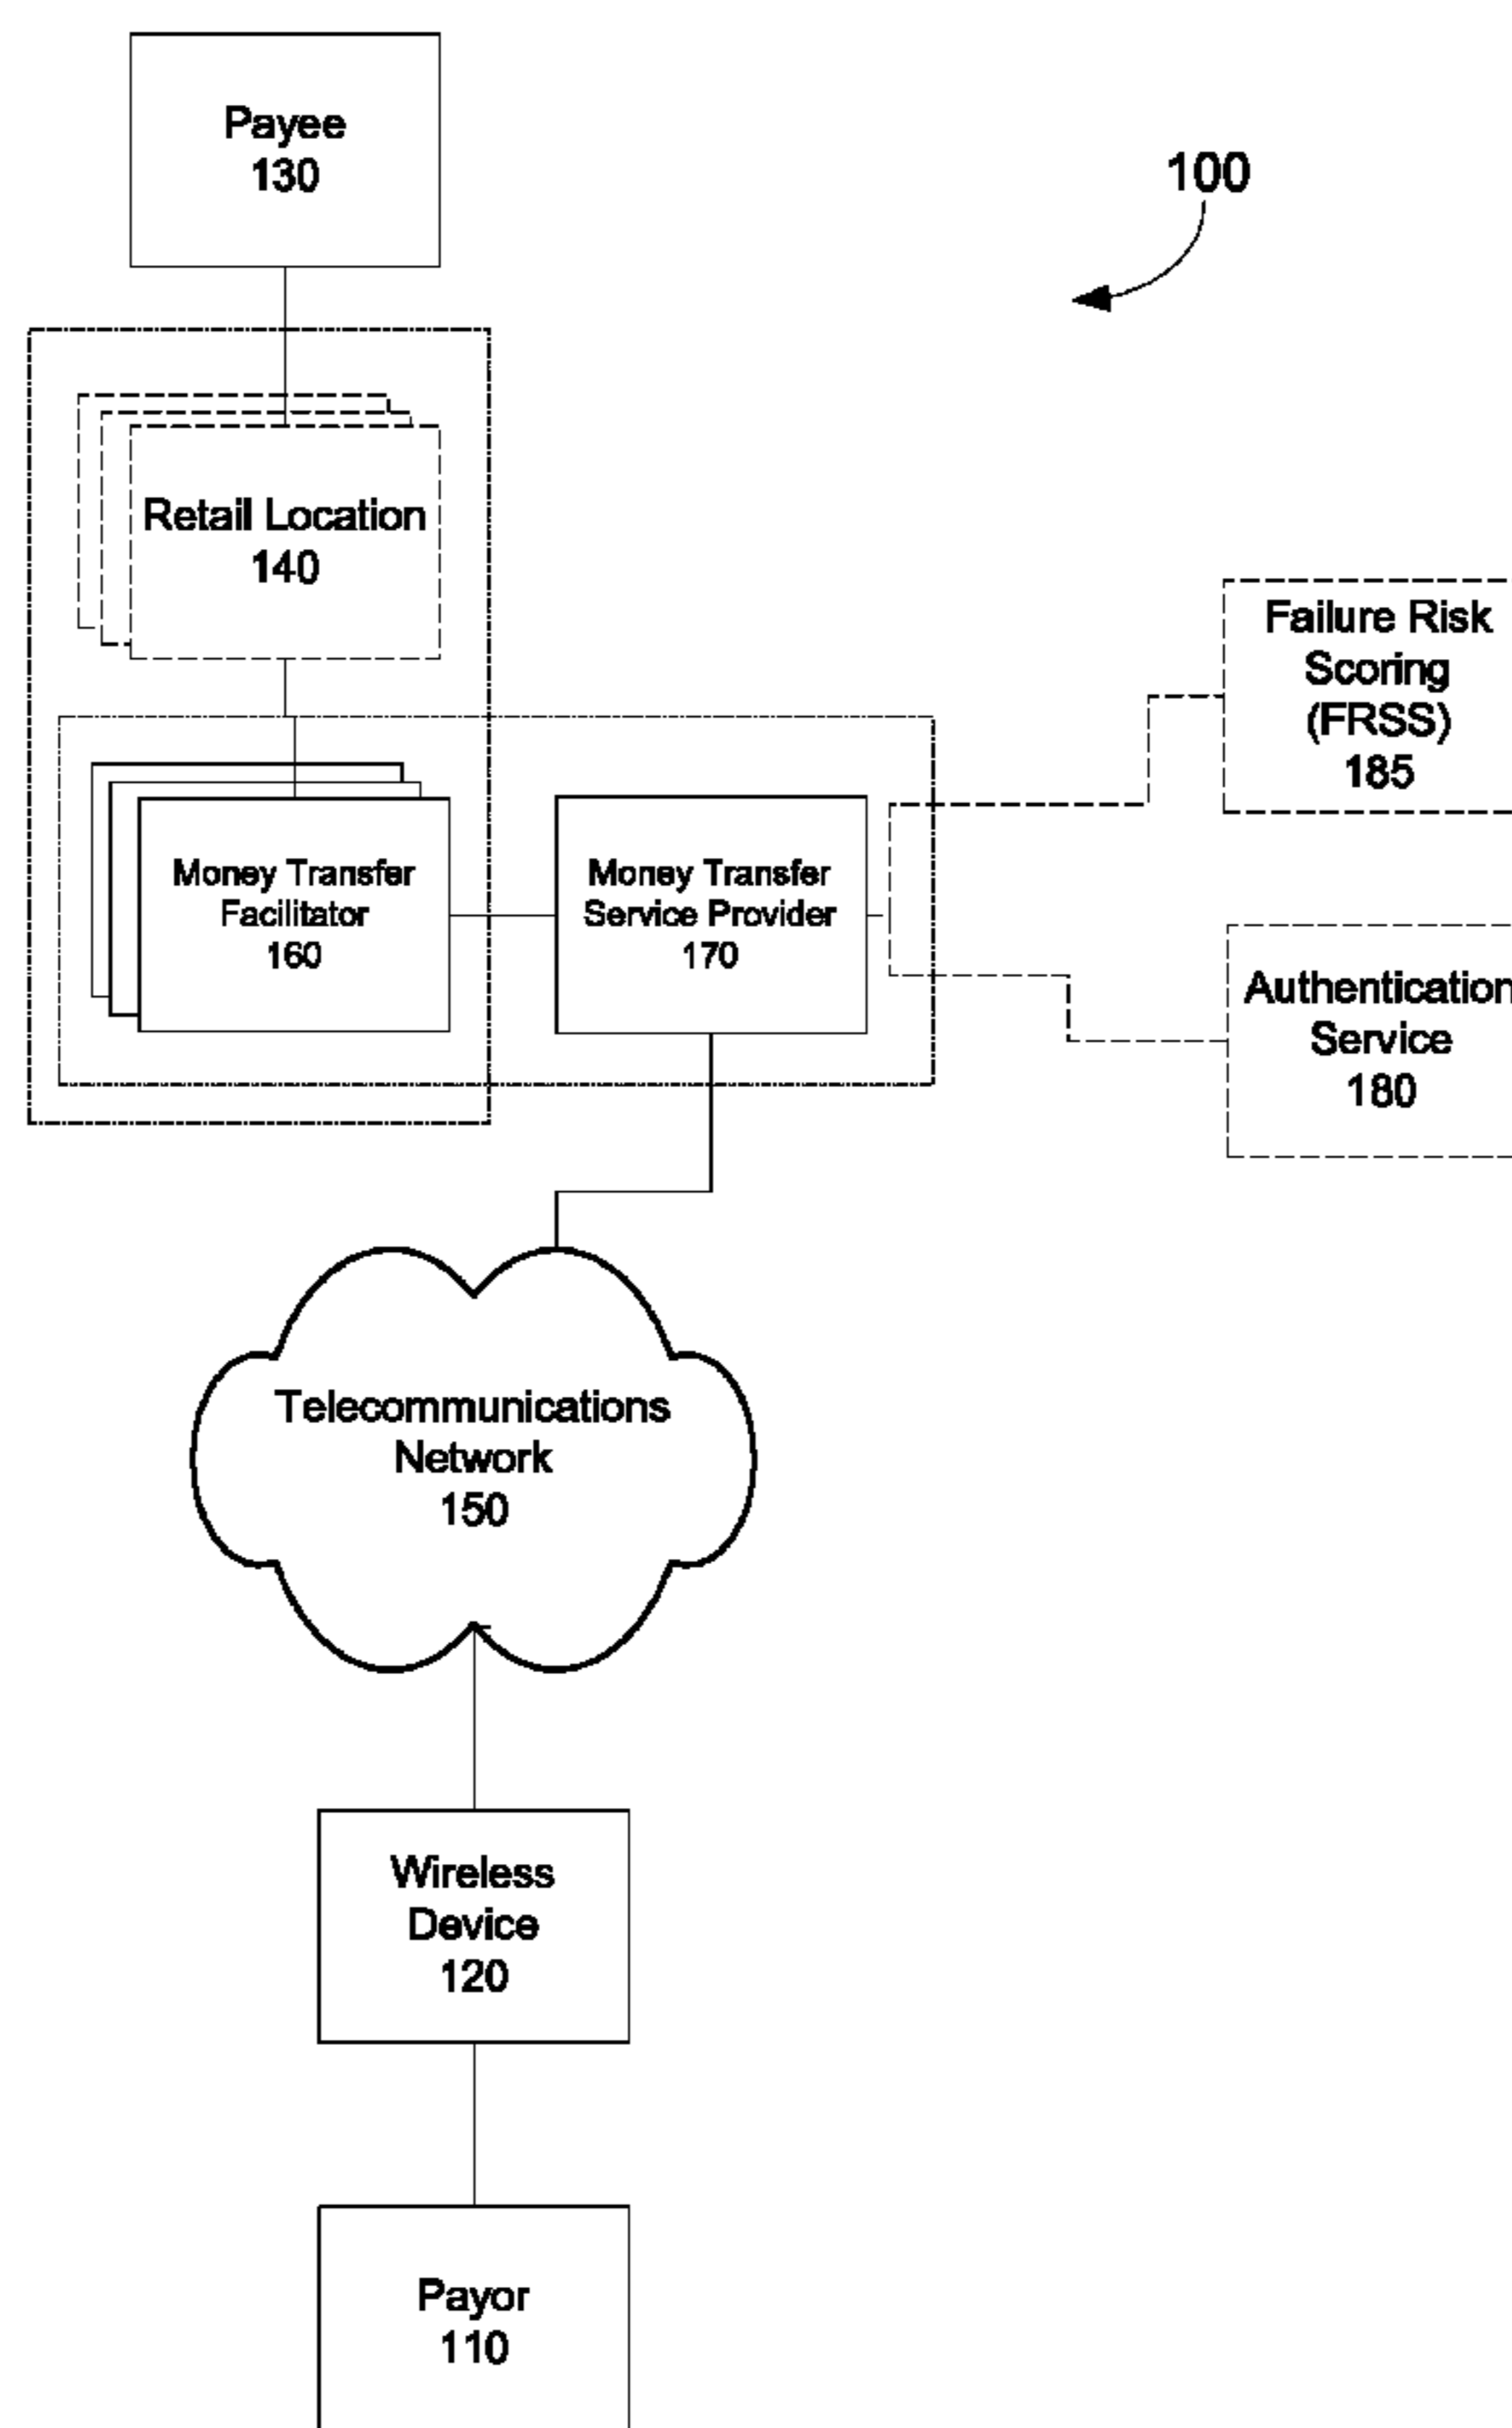 Payee
130
100
Retail Location
140
Failure Risk
Scoring
(FRSS)
185
Money Transfer
Facilitator
160
Money Transfer
Service Provider
170
Authentication
Service
180
Telecommunications
Network
150
Wireless
Device
120
Payor
110